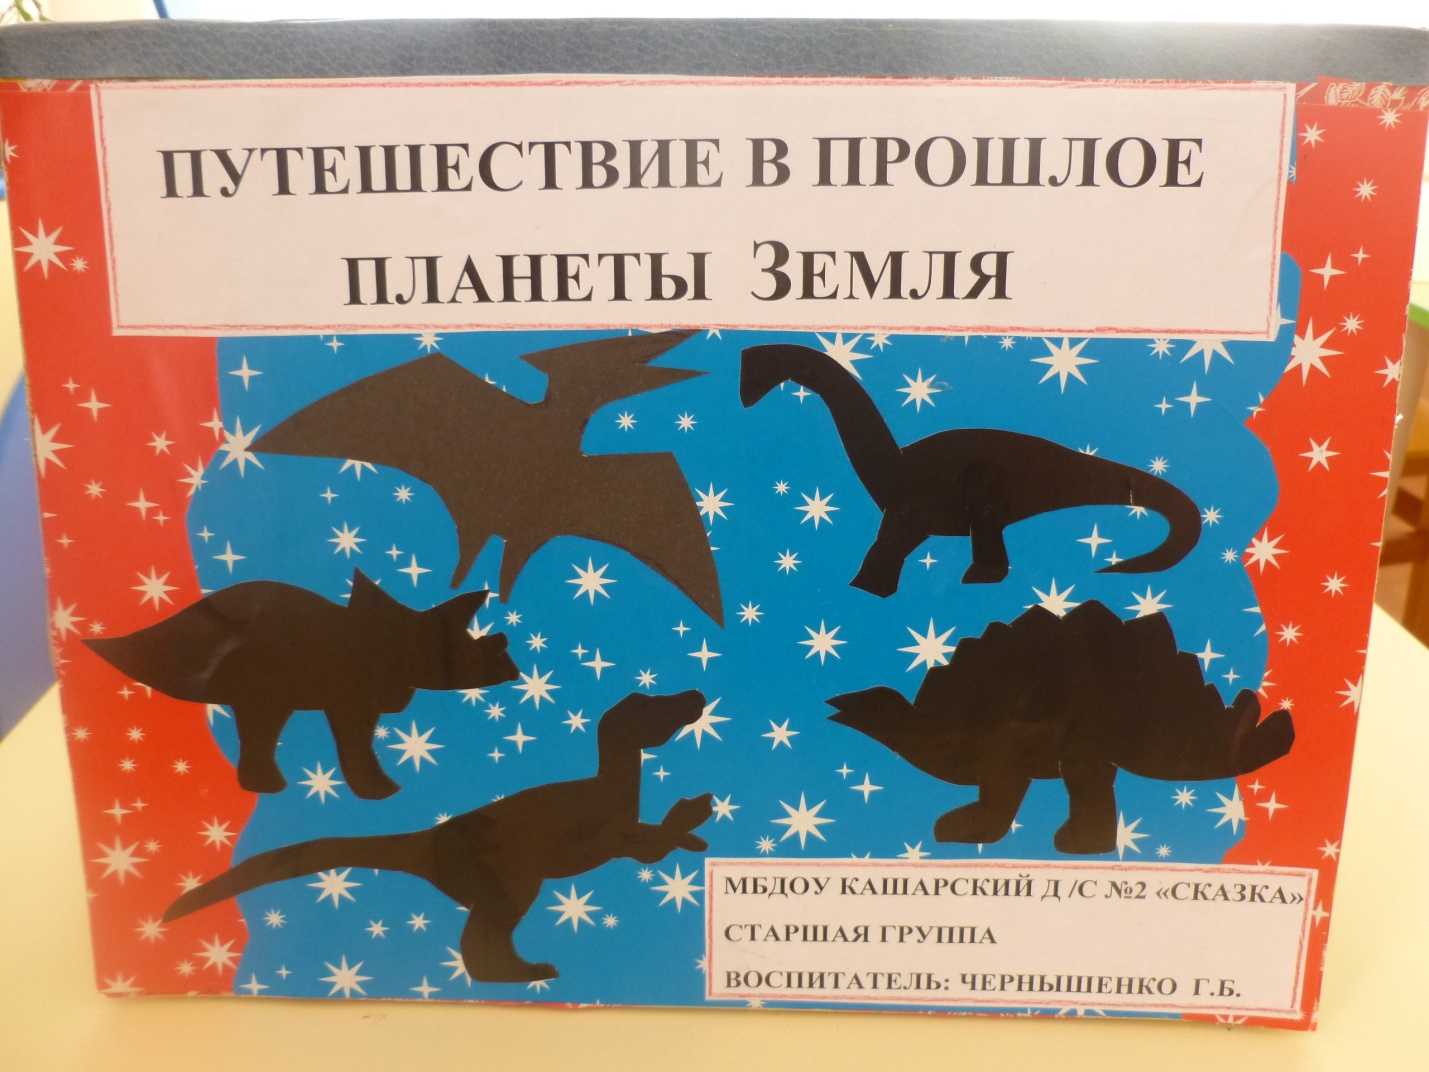 ПУТЕШЕСТВИЕ В ПРОШЛОЕ
ПЛАНЕТЫ ЗЕМЛЯ
МБДОУ КАШАРСКИЙ Д /С №2 «СКАЗКА»
СТАРШАЯ ГРУППА
ВОСПИТАТЕЛЬ: ЧЕРНЫШЕНКО Г.Б.